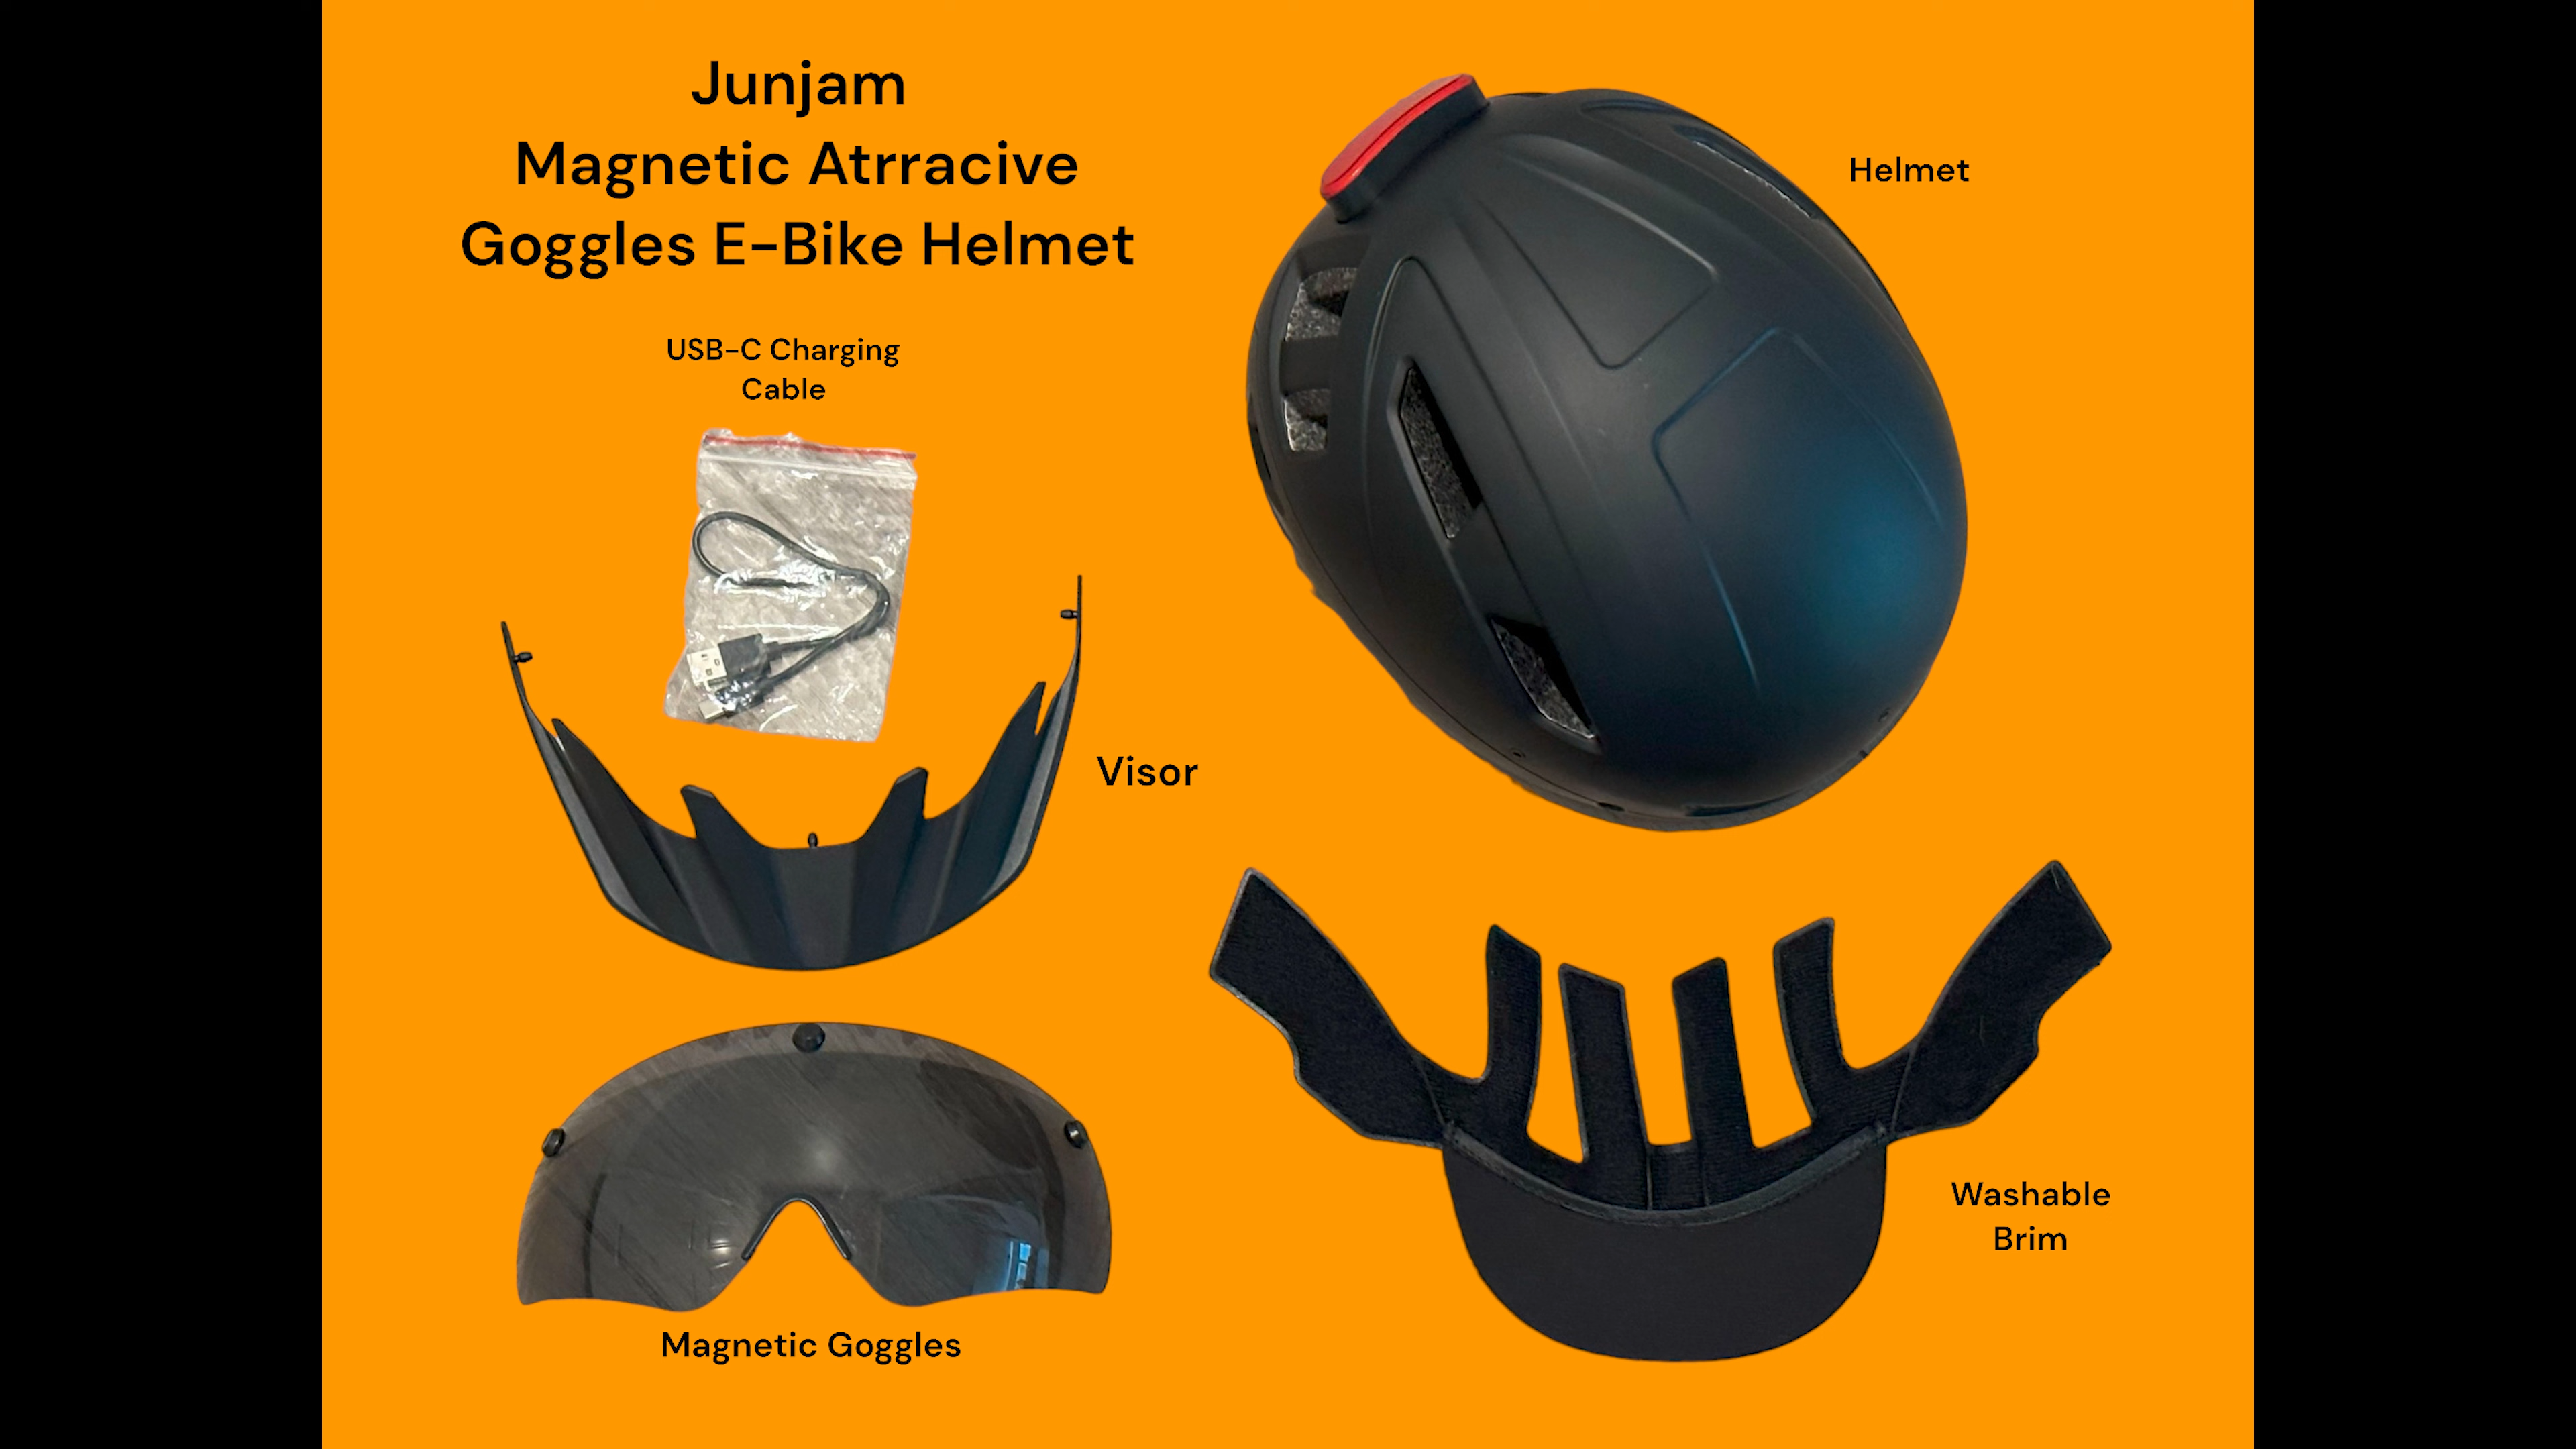 Junjam
Magnetic Atrracive
Goggles E-Bike Helmet
Helmet
USB-C Charging
Cable
Visor
Washable
Brim
Magnetic Goggles